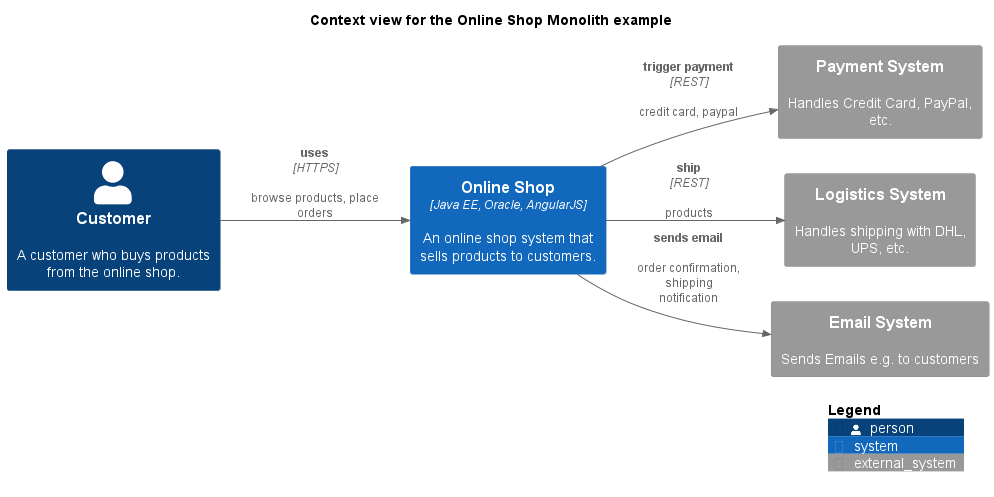 Context view for the Online Shop Monolith example
Customer
A customer who buys products
from the online shop.
uses
[HTTPS]
browse products, place
orders
Online Shop
[Java EE, Oracle, AngularJS]
An online shop system that
sells products to customers.
trigger payment
[REST]
credit card, paypal
ship
[REST]
products
sends email
order confirmation,
shipping
notification
Payment System
Handles Credit Card, PayPal,
etc.
Logistics System
Handles shipping with DHL,
UPS, etc.
Email System
Sends Emails e.g. to customers
Legend
person
system
external_system